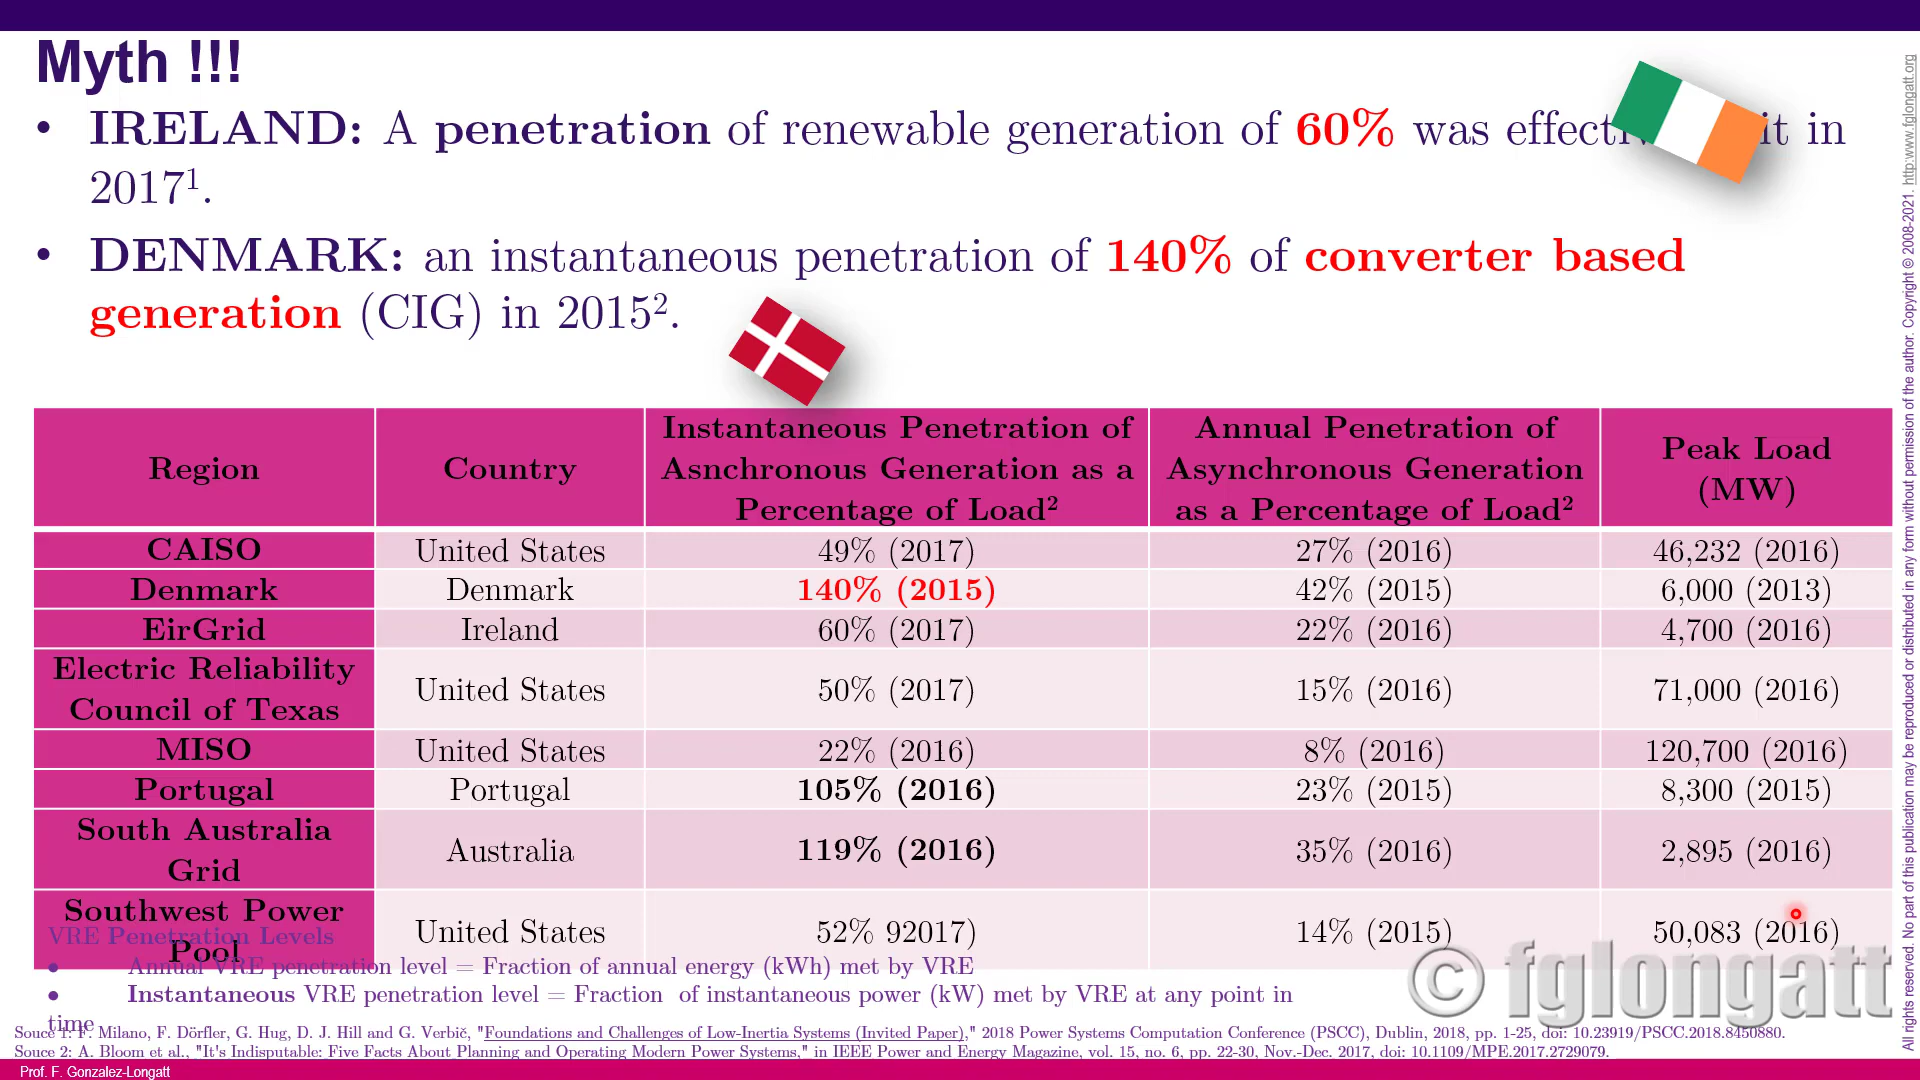 Myth !!!
• IRELAND: A penetration of renewable generation of 60% was it in
2017¹.
• DENMARK: an instantaneous penetration of 140% of converter based
generation (CIG) in 2015².
Region Country Instantaneous Penetration of Asnchronous Generation as a Percentage of Load² Annual Penetration of Asynchronous Generation as a Percentage of Load² Peak Load (MW)
CAISO United States 49% (2017) 27% (2016) 46,232 (2016)
Denmark Denmark 140% (2015) 42% (2015) 6,000 (2013)
EirGrid Ireland 60% (2017) 22% (2016) 4,700 (2016)
Electric Reliability Council of Texas United States 50% (2017) 15% (2016) 71,000 (2016)
MISO United States 22% (2016) 8% (2016) 120,700 (2016)
Portugal Portugal 105% (2016) 23% (2015) 8,300 (2015)
South Australia Grid Australia 119% (2016) 35% (2016) 2,895 (2016)
Southwest Power Pool United States 52% 92017) 14% (2015) 50,083 (2016)
VRE Penetration Levels
• Annual VRE penetration level = Fraction of annual energy (kWh) met by VRE
• Instantaneous VRE penetration level = Fraction of instantaneous power (kW) met by VRE at any point in
time
Souce 1: F. Milano, F. Dörfler, G. Hug, D. J. Hill and G. Verbič, "Foundations and Challenges of Low-Inertia Systems (Invited Paper)," 2018 Power Systems Computation Conference (PSCC), Dublin, 2018, pp. 1-25, doi: 10.23919/PSCC.2018.8450880.
Souce 2: A. Bloom et al., "It's Indisputable: Five Facts About Planning and Operating Modern Power Systems," in IEEE Power and Energy Magazine, vol. 15, no. 6, pp. 22-30, Nov.-Dec. 2017, doi: 10.1109/MPE.2017.2729079.
© fglongatt
Prof. F. Gonzalez-Longatt
All rights reserved. No part of this publication may be reproduced or distributed in any form without permission of the author. Copyright © 2008-2021. http:www.fglongatt.org